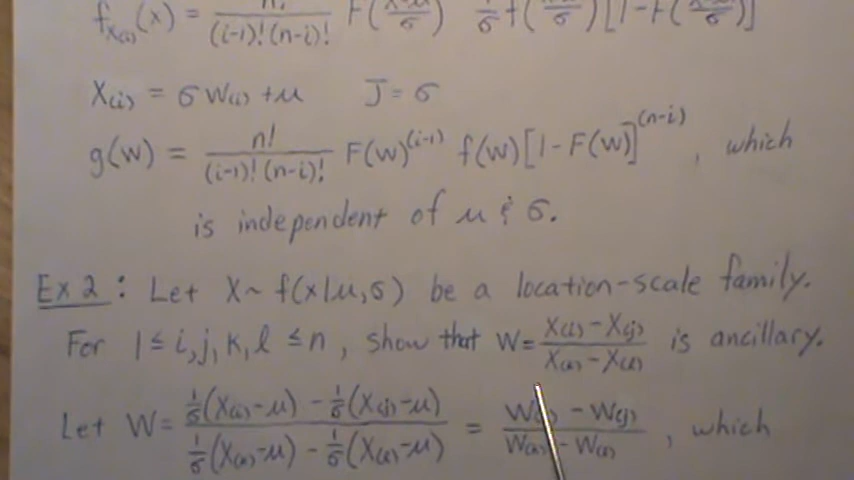 f_{X_{(i)}}(x) = n!/((i-1)!(n-i)!) F((x-μ)/σ) 1/σ f((x-μ)/σ) [1-F((x-μ)/σ)]
X_{(i)} = σ W_{(i)} + μ    J = σ
g(w) = n!/((i-1)!(n-i)!) F(w)^{(i-1)} f(w) [1-F(w)]^{(n-i)} , which
is independent of μ & σ.
Ex 2 : Let X~ f(x|μ,σ) be a location-scale family.
For 1 ≤ i,j,k,l ≤ n , show that W = (X_{(i)} - X_{(j)})/(X_{(k)} - X_{(l)}) is ancillary.
Let W = (1/σ(X_{(i)}-μ) - 1/σ(X_{(j)}-μ))/(1/σ(X_{(k)}-μ) - 1/σ(X_{(l)}-μ)) = (W_{(i)} - W_{(j)})/(W_{(k)} - W_{(l)}) , which